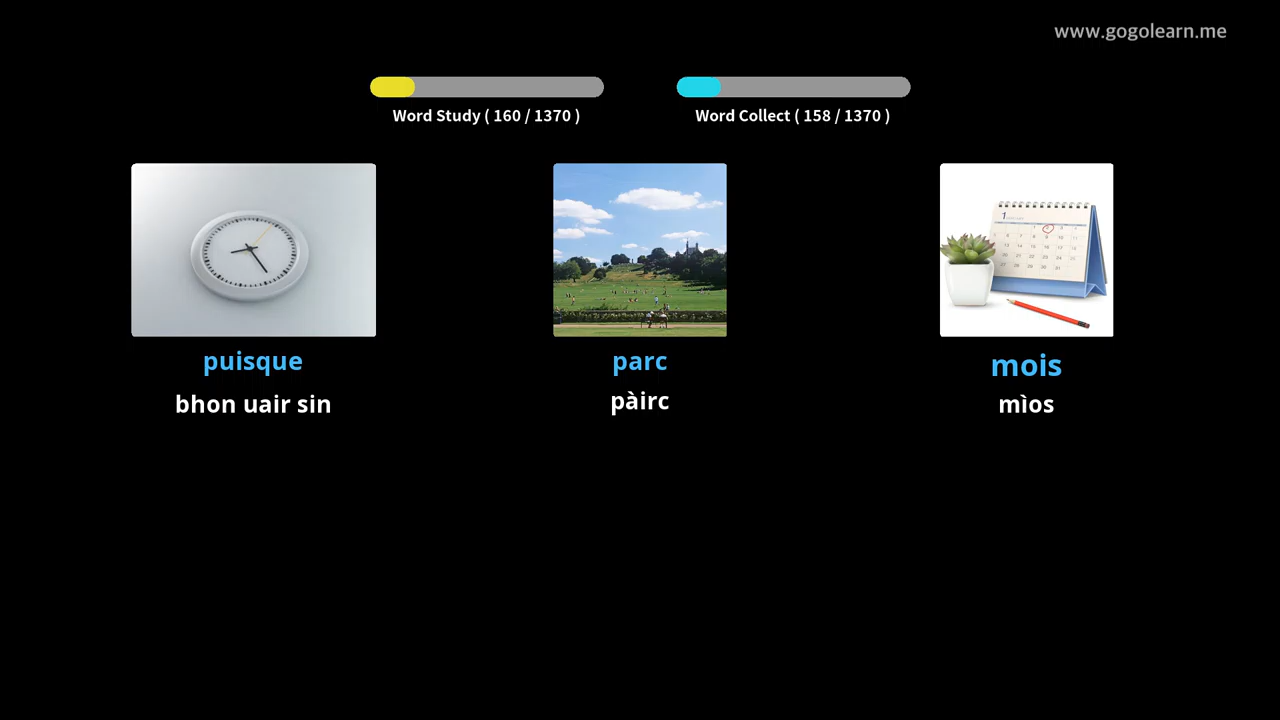 www.gogolearn.me
Word Study ( 160 / 1370 )
Word Collect ( 158 / 1370 )
puisque
parc
mois
bhon uair sin
pàirc
mìos